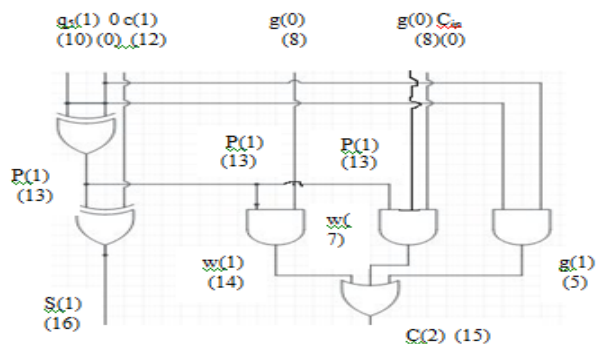 q₅(1) 0 c(1) g(0) g(0) Cᵢₙ
(10) (0) (12) (8) (8)(0)
P(1) P(1)
(13) (13)
P(1)
(13)
w(
7)
w(1) g(1)
(14) (5)
S(1)
(16)
C(2) (15)